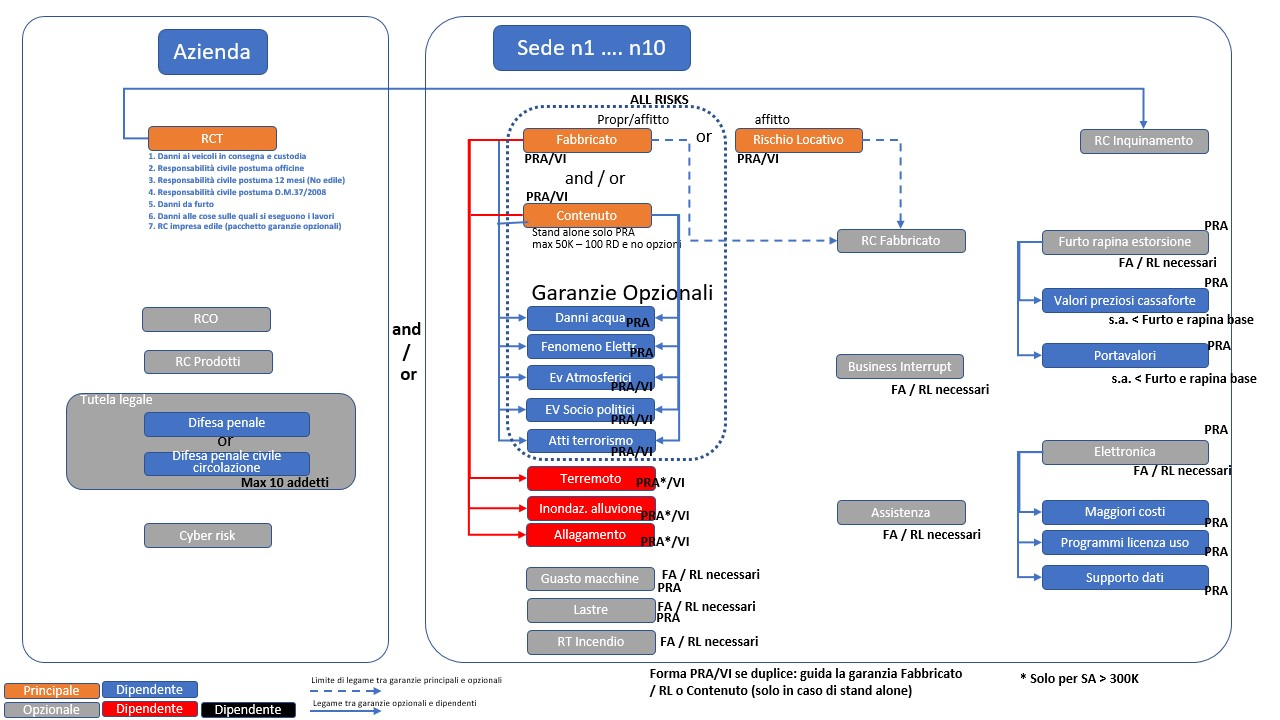 Azienda
RCT
1. Danni ai veicoli in consegna e custodia
2. Responsabilità civile postuma officine
3. Responsabilità civile postuma 12 mesi (No edile)
4. Responsabilità civile postuma D.M.37/2008
5. Danni da furto
6. Danni alle cose sulle quali si eseguono i lavori
7. RC impresa edile (pacchetto garanzie opzionali)
RCO
RC Prodotti
Tutela legale
Difesa penale
or
Difesa penale civile
circolazione
Max 10 addetti
Cyber risk
and
/
or
Sede n1 .... n10
ALL RISKS
Propr/affitto
Fabbricato
PRA/VI
or
affitto
Rischio Locativo
PRA/VI
and / or
PRA/VI
Contenuto
Stand alone solo PRA
max 50K – 100 RD e no opzioni
Garanzie Opzionali
Danni acqua
PRA
Fenomeno Elettr
PRA
Ev Atmosferici
PRA/VI
EV Socio politici
PRA/VI
Atti terrorismo
PRA/VI
Terremoto
PRA*/VI
Inondaz. alluvione
PRA*/VI
Allagamento
PRA*/VI
Guasto macchine
FA / RL necessari
PRA
Lastre
FA / RL necessari
PRA
RT Incendio
FA / RL necessari
RC Fabbricato
Business Interrupt
FA / RL necessari
Assistenza
FA / RL necessari
RC Inquinamento
PRA
Furto rapina estorsione
FA / RL necessari
PRA
Valori preziosi cassaforte
s.a. < Furto e rapina base
PRA
Portavalori
s.a. < Furto e rapina base
PRA
Elettronica
FA / RL necessari
Maggiori costi
PRA
Programmi licenza uso
PRA
Supporto dati
PRA
Principale
Dipendente
Opzionale
Dipendente
Dipendente
Limite di legame tra garanzie principali e opzionali
Legame tra garanzie opzionali e dipendenti
Forma PRA/VI se duplice: guida la garanzia Fabbricato
/ RL o Contenuto (solo in caso di stand alone)
* Solo per SA > 300K